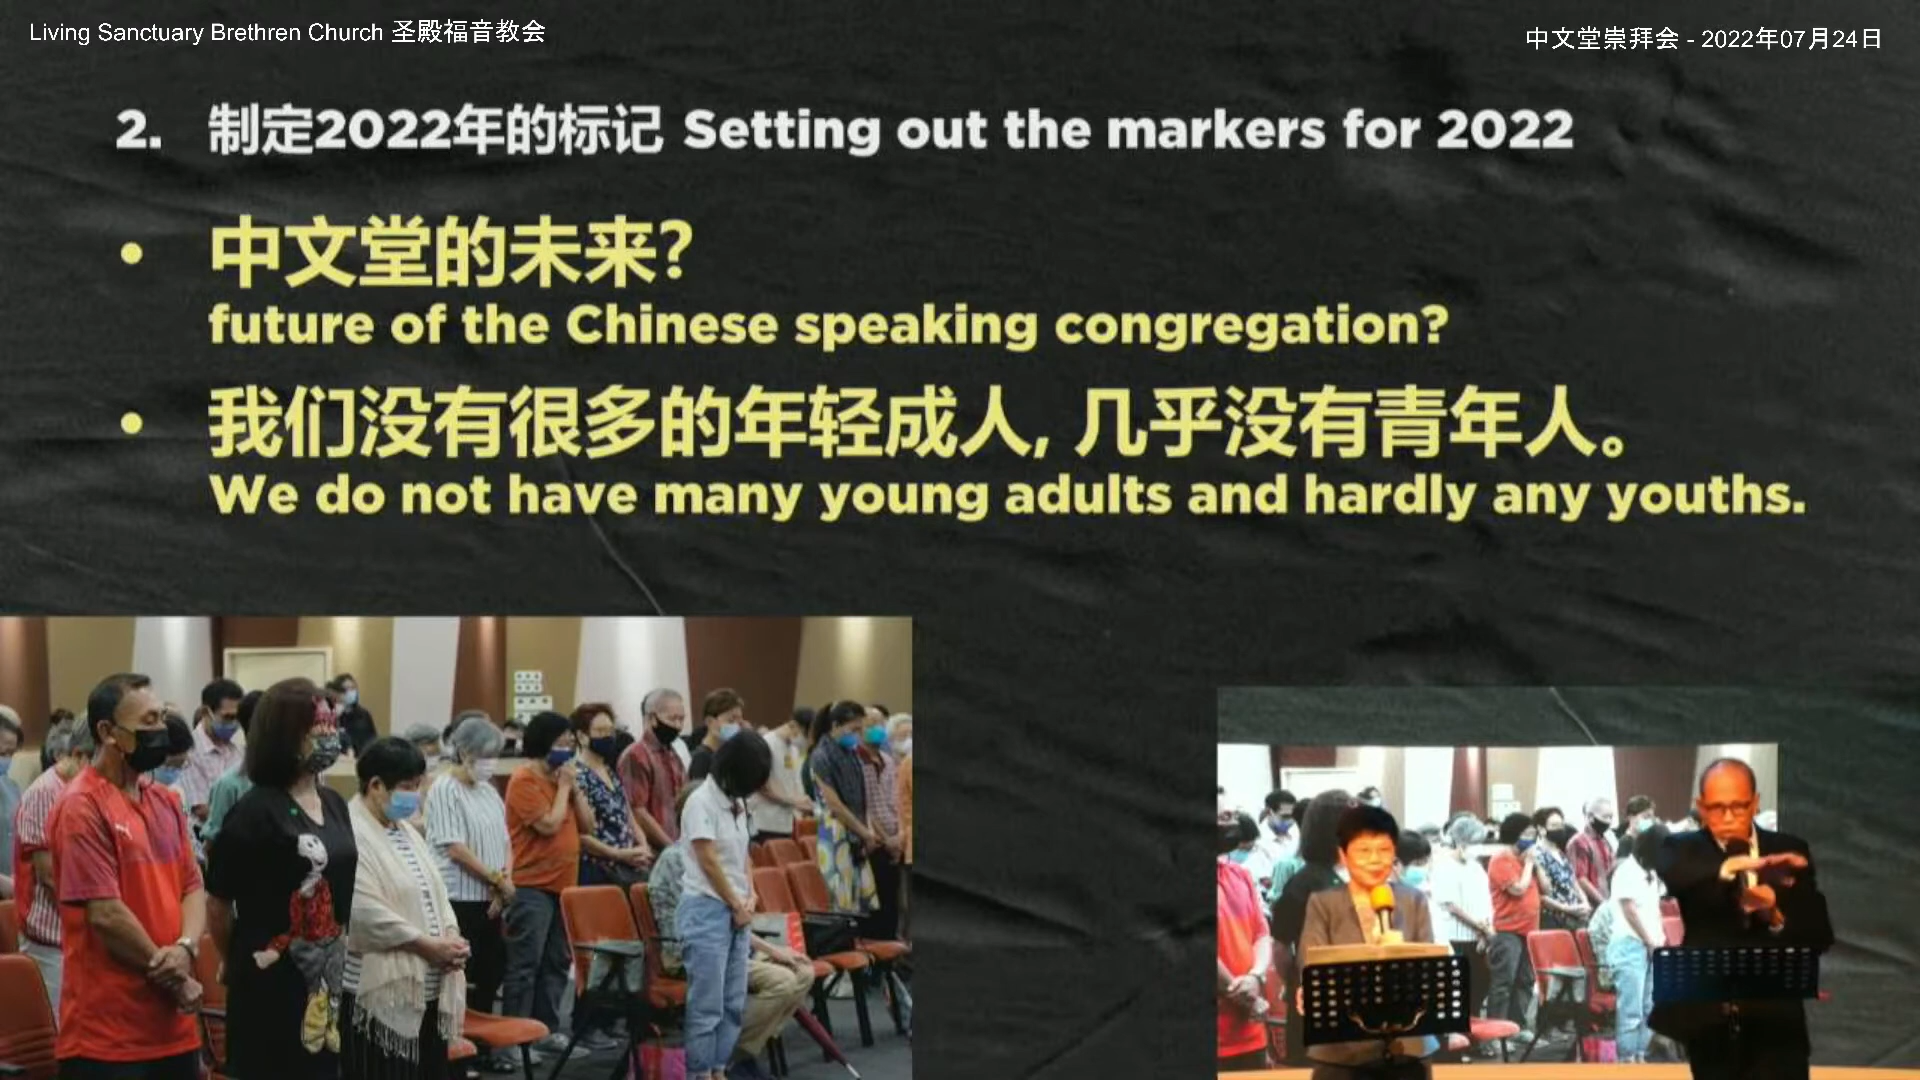 Living Sanctuary Brethren Church 圣殿福音教会
中文堂崇拜会 - 2022年07月24日
2. 制定2022年的标记 Setting out the markers for 2022
• 中文堂的未来?
future of the Chinese speaking congregation?
• 我们没有很多的年轻成人, 几乎没有青年人。
We do not have many young adults and hardly any youths.